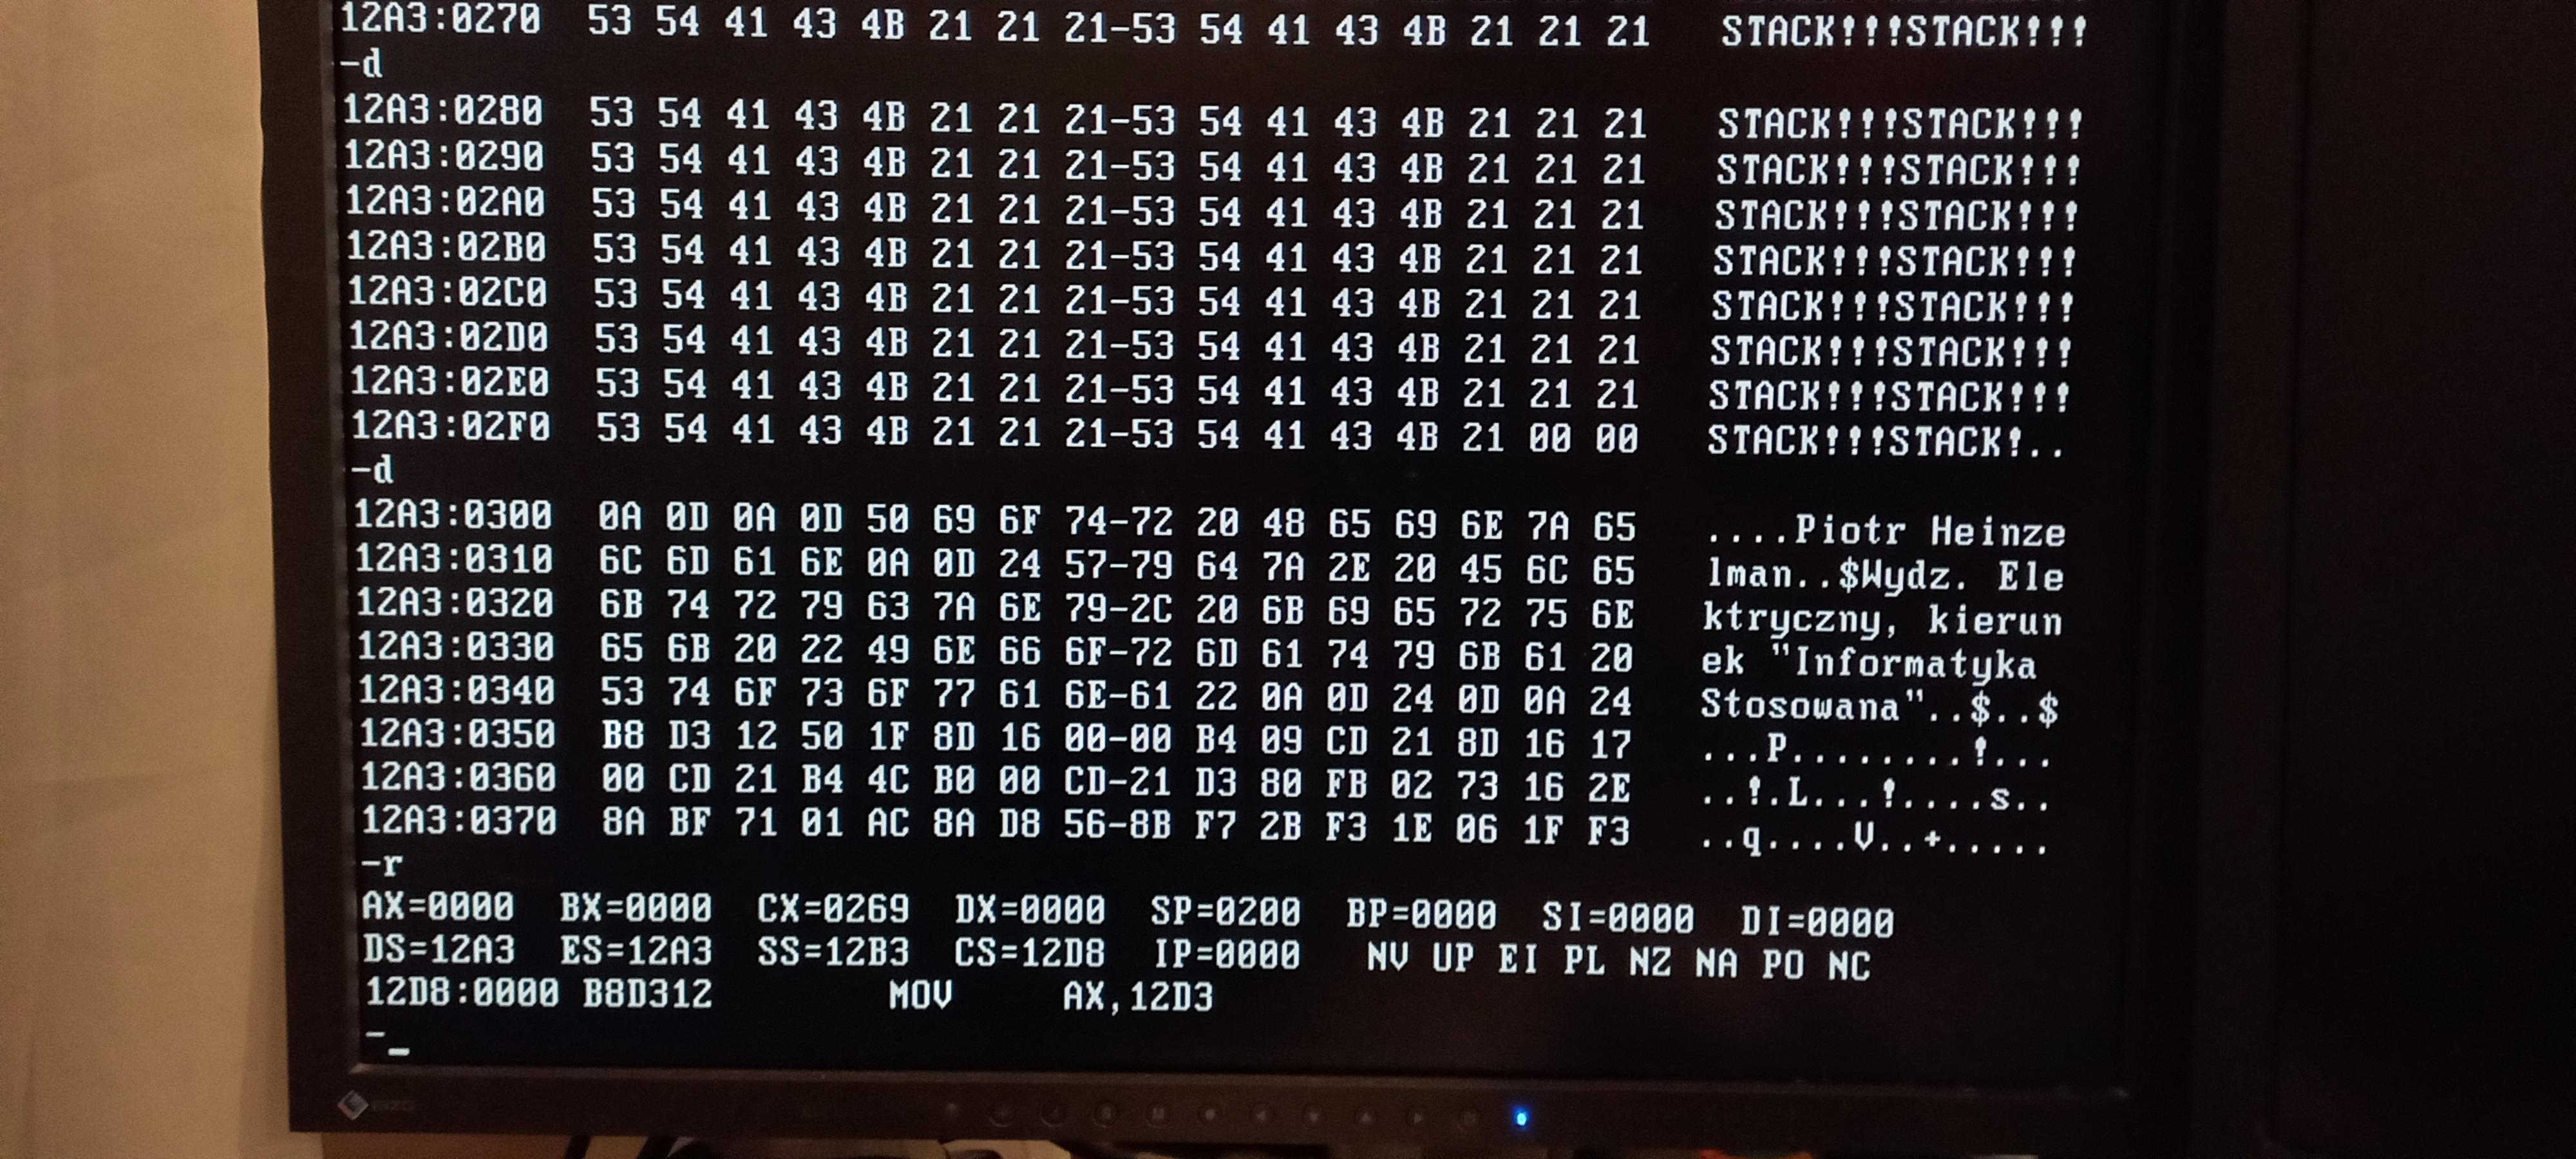 12A3:0270  53 54 41 43 4B 21 21 21-53 54 41 43 4B 21 21 21   STACK!!!STACK!!!
-d
12A3:0280  53 54 41 43 4B 21 21 21-53 54 41 43 4B 21 21 21   STACK!!!STACK!!!
12A3:0290  53 54 41 43 4B 21 21 21-53 54 41 43 4B 21 21 21   STACK!!!STACK!!!
12A3:02A0  53 54 41 43 4B 21 21 21-53 54 41 43 4B 21 21 21   STACK!!!STACK!!!
12A3:02B0  53 54 41 43 4B 21 21 21-53 54 41 43 4B 21 21 21   STACK!!!STACK!!!
12A3:02C0  53 54 41 43 4B 21 21 21-53 54 41 43 4B 21 21 21   STACK!!!STACK!!!
12A3:02D0  53 54 41 43 4B 21 21 21-53 54 41 43 4B 21 21 21   STACK!!!STACK!!!
12A3:02E0  53 54 41 43 4B 21 21 21-53 54 41 43 4B 21 21 21   STACK!!!STACK!!!
12A3:02F0  53 54 41 43 4B 21 21 21-53 54 41 43 4B 21 00 00   STACK!!!STACK!..
-d
12A3:0300  0A 0D 0A 0D 50 69 6F 74-72 20 48 65 69 6E 7A 65   ....Piotr Heinze
12A3:0310  6C 6D 61 6E 0A 0D 24 57-79 64 7A 2E 20 45 6C 65   lman..$Wydz. Ele
12A3:0320  6B 74 72 79 63 7A 6E 79-2C 20 6B 69 65 72 75 6E   ktryczny, kierun
12A3:0330  65 6B 20 22 49 6E 66 6F-72 6D 61 74 79 6B 61 20   ek "Informatyka
12A3:0340  53 74 6F 73 6F 77 61 6E-61 22 0A 0D 24 0D 0A 24   Stosowana"..$..$
12A3:0350  B8 D3 12 50 1F 8D 16 00-00 B4 09 CD 21 8D 16 17   ...P........!...
12A3:0360  00 CD 21 B4 4C B0 00 CD-21 D3 80 FB 02 73 16 2E   ..!.L...!....s..
12A3:0370  8A BF 71 01 AC 8A D8 56-8B F7 2B F3 1E 06 1F F3   ..q....V..+.....
-r
AX=0000  BX=0000  CX=0269  DX=0000  SP=0200  BP=0000  SI=0000  DI=0000
DS=12A3  ES=12A3  SS=12B3  CS=12D8  IP=0000   NV UP EI PL NZ NA PO NC
12D8:0000 B8D312        MOV     AX,12D3
-_